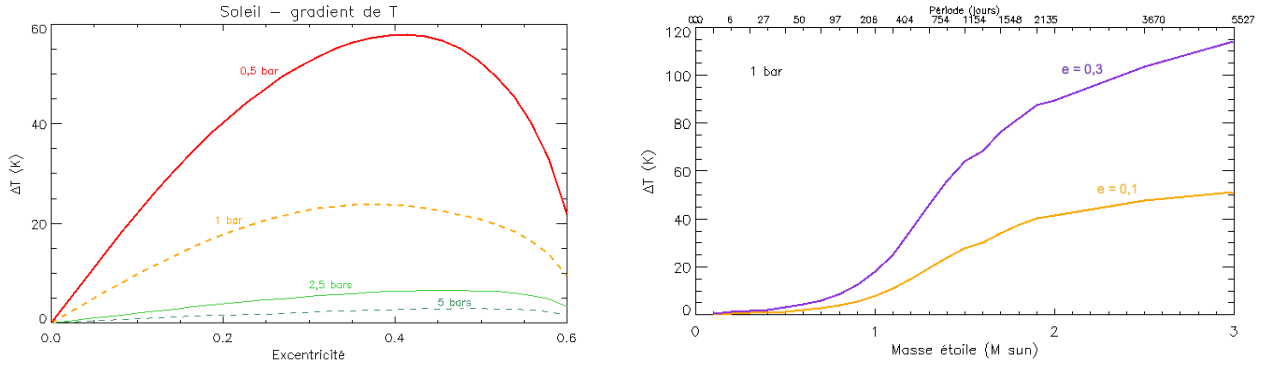 Soleil – gradient de T
60
40
20
0
ΔT (K)
0,5 bar
1 bar
2,5 bars
5 bars
0.0 0.2 0.4 0.6
Excentricité
Période (jours)
6 27 50 97 206 404 754 1154 1548 2135 3670 5527
120
100
80
60
40
20
0
ΔT (K)
1 bar
e = 0,3
e = 0,1
0 1 2 3
Masse étoile (M sun)